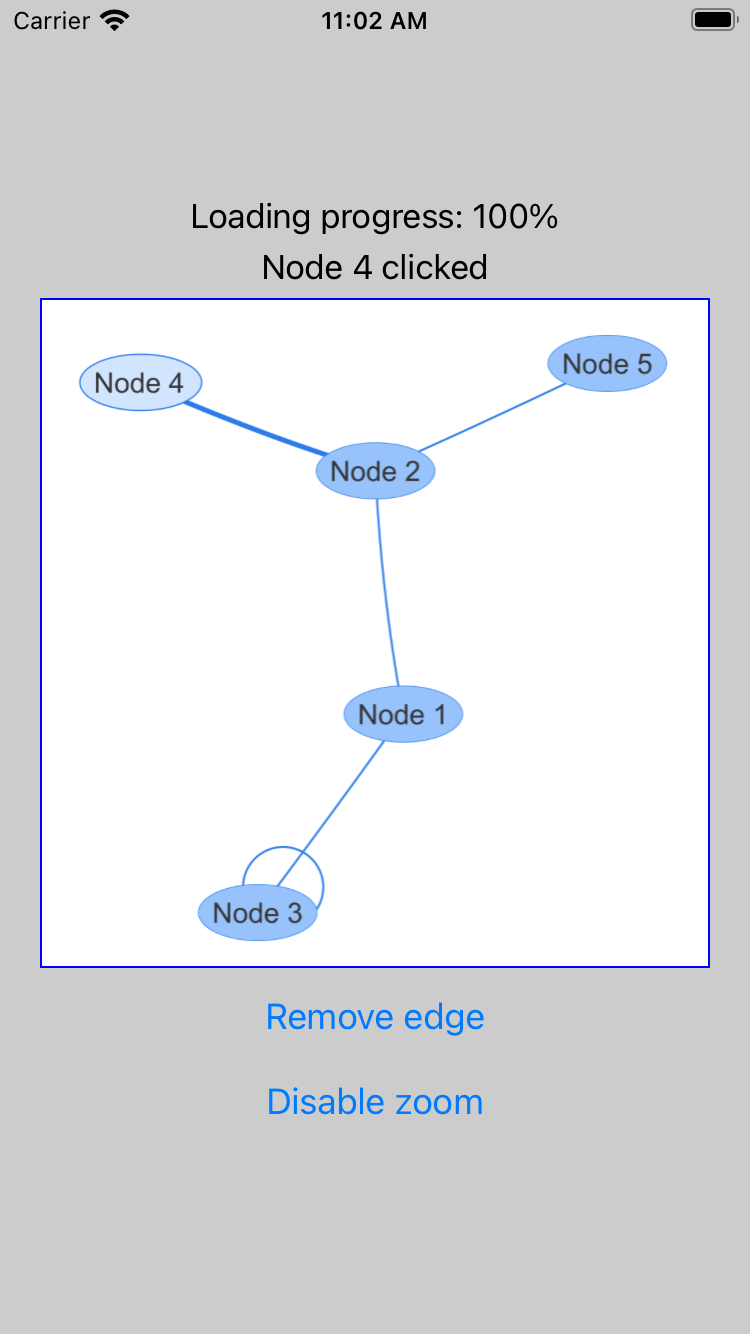 Carrier 11:02 AM
Loading progress: 100%
Node 4 clicked
Node 5
Node 4
Node 2
Node 1
Node 3
Remove edge
Disable zoom